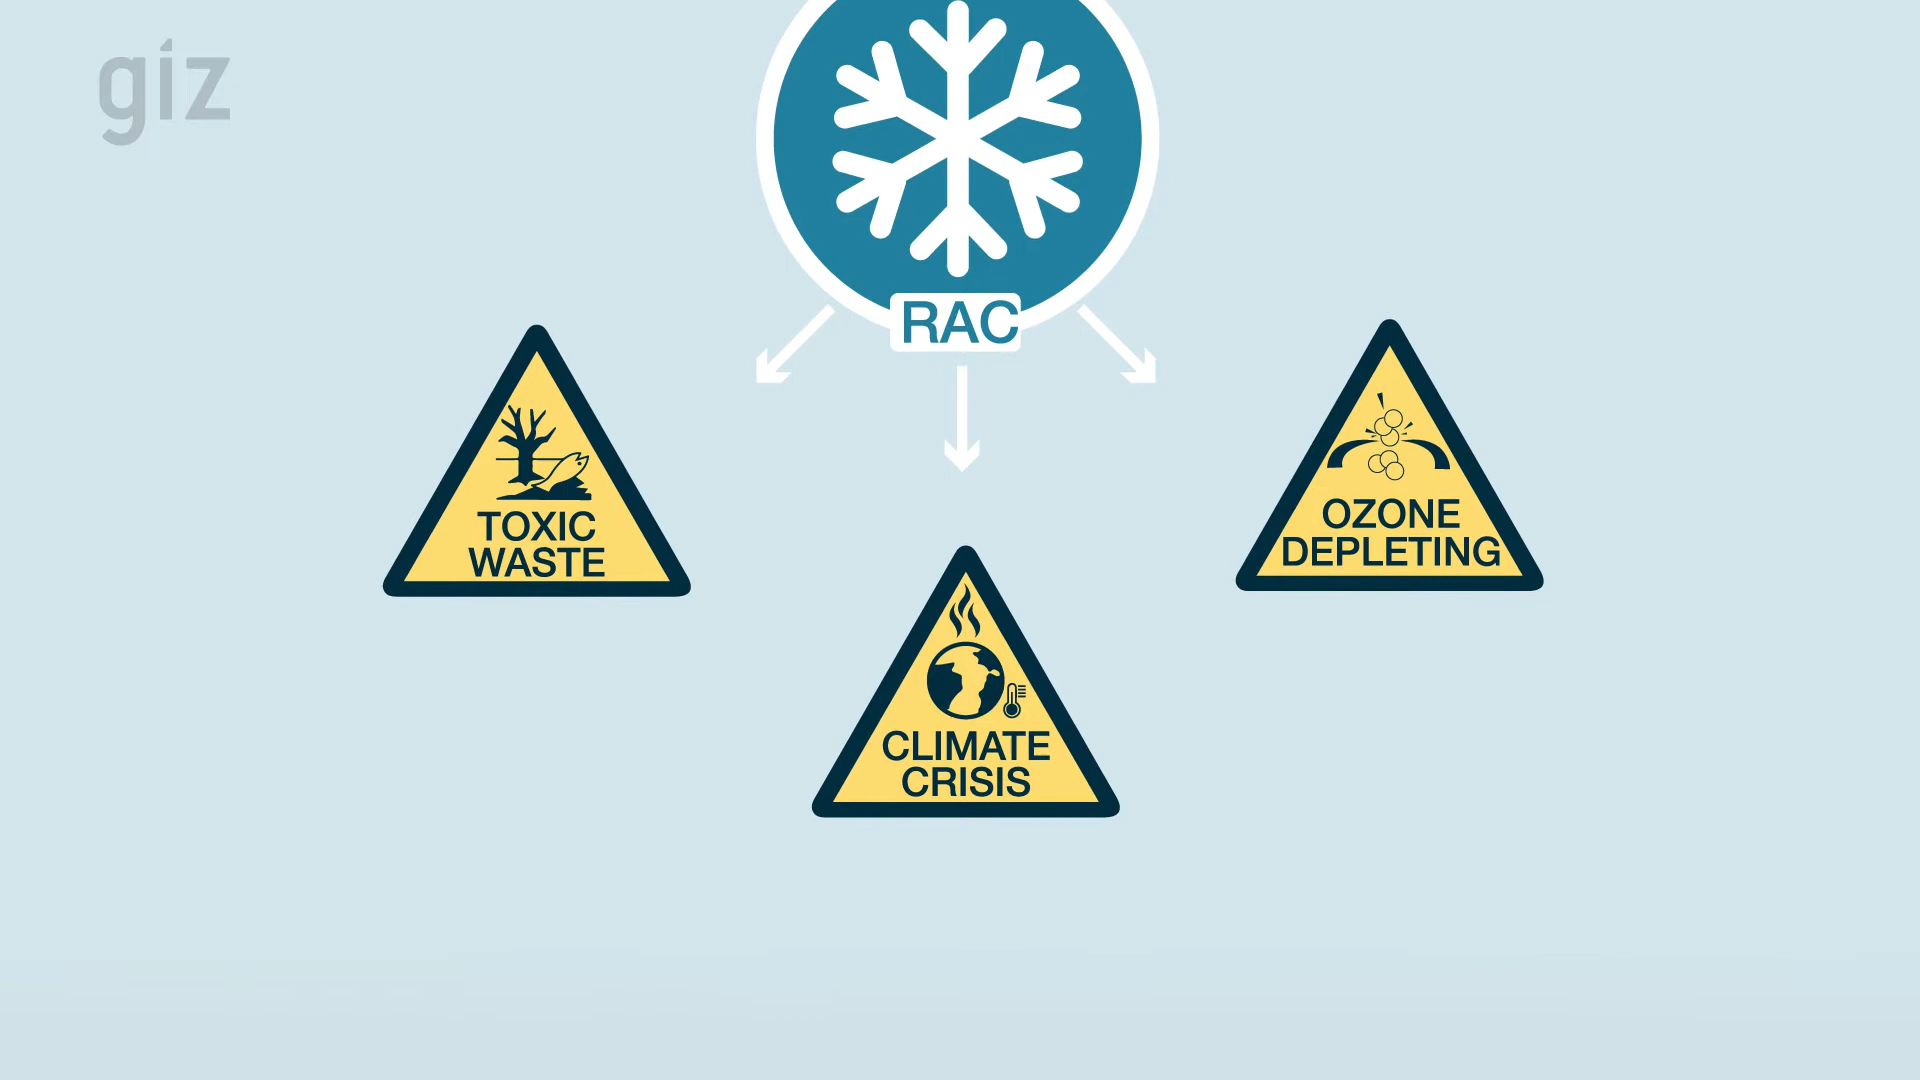 giz
RAC
TOXIC
WASTE
OZONE
DEPLETING
CLIMATE
CRISIS